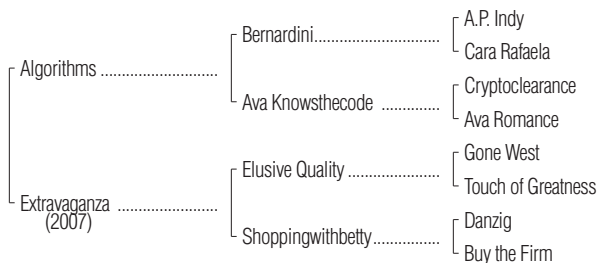 A.P. Indy
Bernardini..............................
Cara Rafaela
Algorithms ............................
Cryptoclearance
Ava Knowsthecode ..............
Ava Romance
Gone West
Elusive Quality ......................
Touch of Greatness
Extravaganza ........................
(2007)
Danzig
Shoppingwithbetty................
Buy the Firm